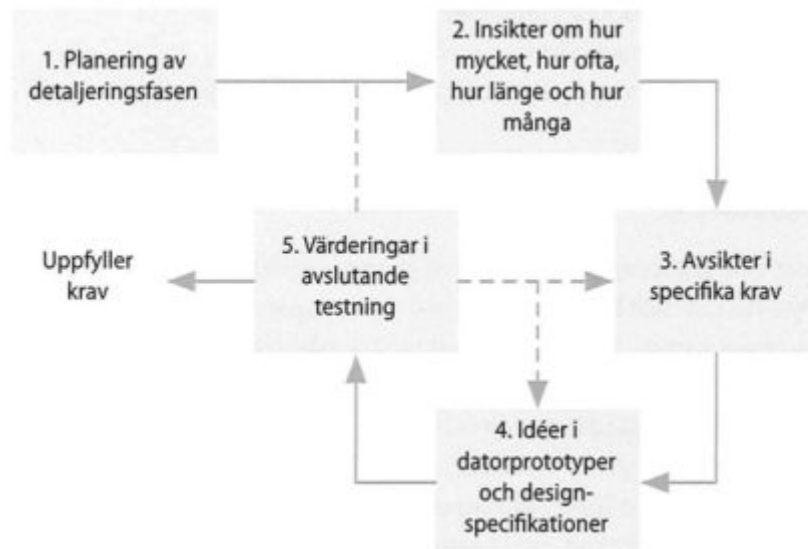 1. Planering av
detaljeringsfasen
2. Insikter om hur
mycket, hur ofta,
hur länge och hur
många
Uppfyller
krav
5. Värderingar i
avslutande
testning
3. Avsikter i
specifika krav
4. Idéer i
datorprototyper
och design-
specifikationer